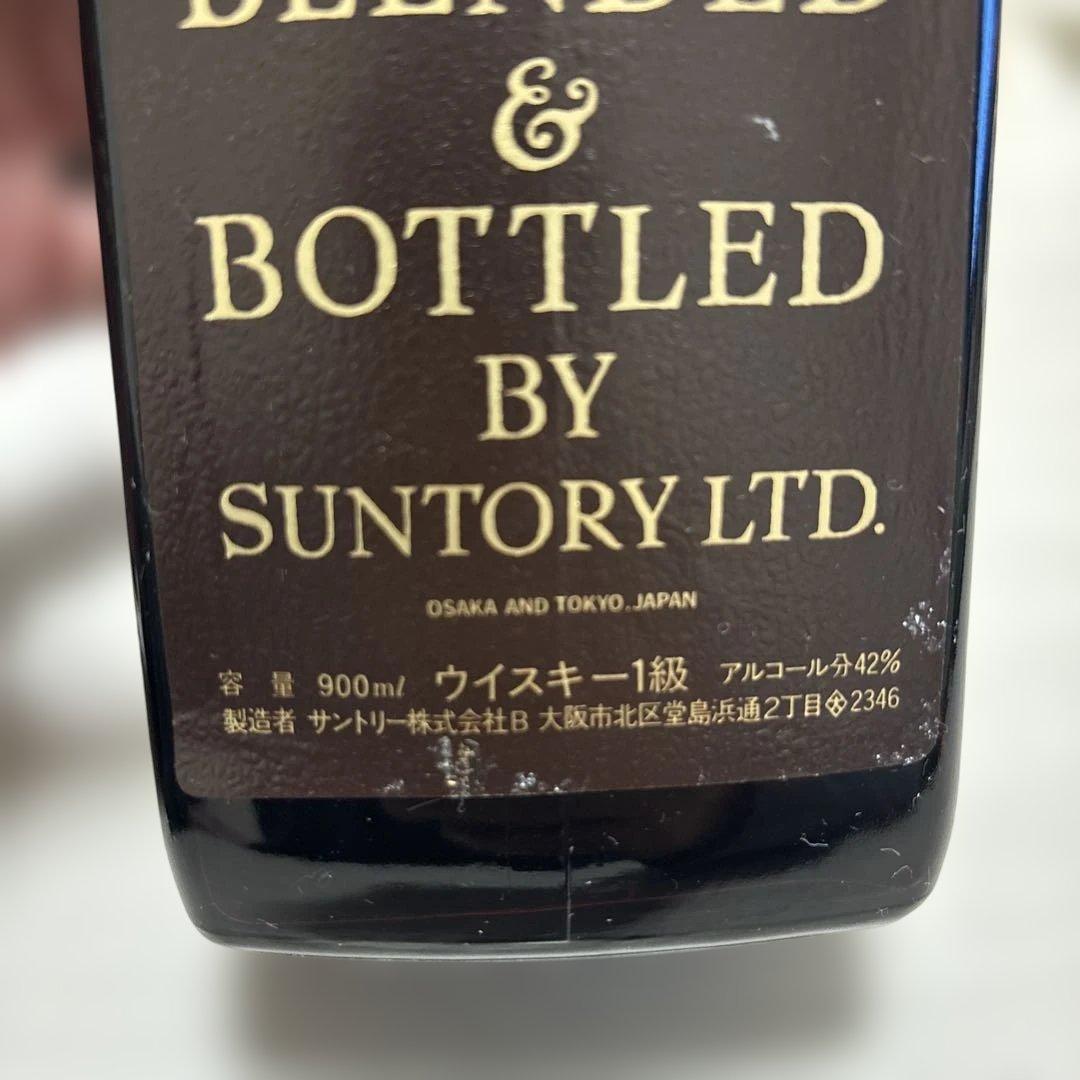 BLENDED
&
BOTTLED
BY
SUNTORY LTD.
OSAKA AND TOKYO.JAPAN
容量 900ml ウイスキー1級 アルコール分42%
製造者 サントリー株式会社B 大阪市北区堂島浜通2丁目 2346